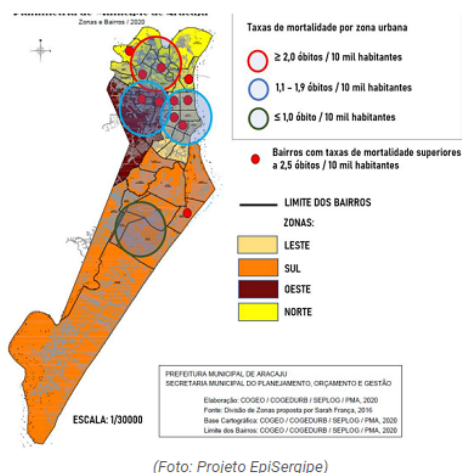 Planimetria do Município de Aracaju
Zonas e Bairros / 2020
Taxas de mortalidade por zona urbana
≥ 2,0 óbitos / 10 mil habitantes
1,1 – 1,9 óbitos / 10 mil habitantes
≤ 1,0 óbito / 10 mil habitantes
Bairros com taxas de mortalidade superiores
a 2,5 óbitos / 10 mil habitantes
LIMITE DOS BAIRROS
ZONAS:
LESTE
SUL
OESTE
NORTE
PREFEITURA MUNICIPAL DE ARACAJU
SECRETARIA MUNICIPAL DO PLANEJAMENTO, ORÇAMENTO E GESTÃO
Elaboração: COGEO / COGEDURB / SEPLOG / PMA, 2020
Fonte: Divisão de Zonas proposta por Sarah França, 2016
Base Cartográfica: COGEO / COGEDURB / SEPLOG / PMA, 2020
Limite dos Bairros: COGEO / COGEDURB / SEPLOG / PMA, 2020
ESCALA: 1/30000
(Foto: Projeto EpiSergipe)